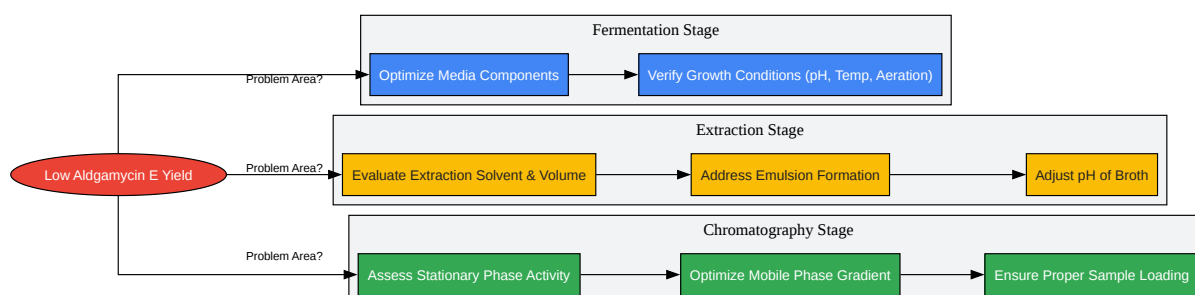 Fermentation Stage
Problem Area?
Optimize Media Components
Verify Growth Conditions (pH, Temp, Aeration)
Extraction Stage
Low Aldgamycin E Yield
Problem Area?
Evaluate Extraction Solvent & Volume
Address Emulsion Formation
Adjust pH of Broth
Chromatography Stage
Problem Area?
Assess Stationary Phase Activity
Optimize Mobile Phase Gradient
Ensure Proper Sample Loading